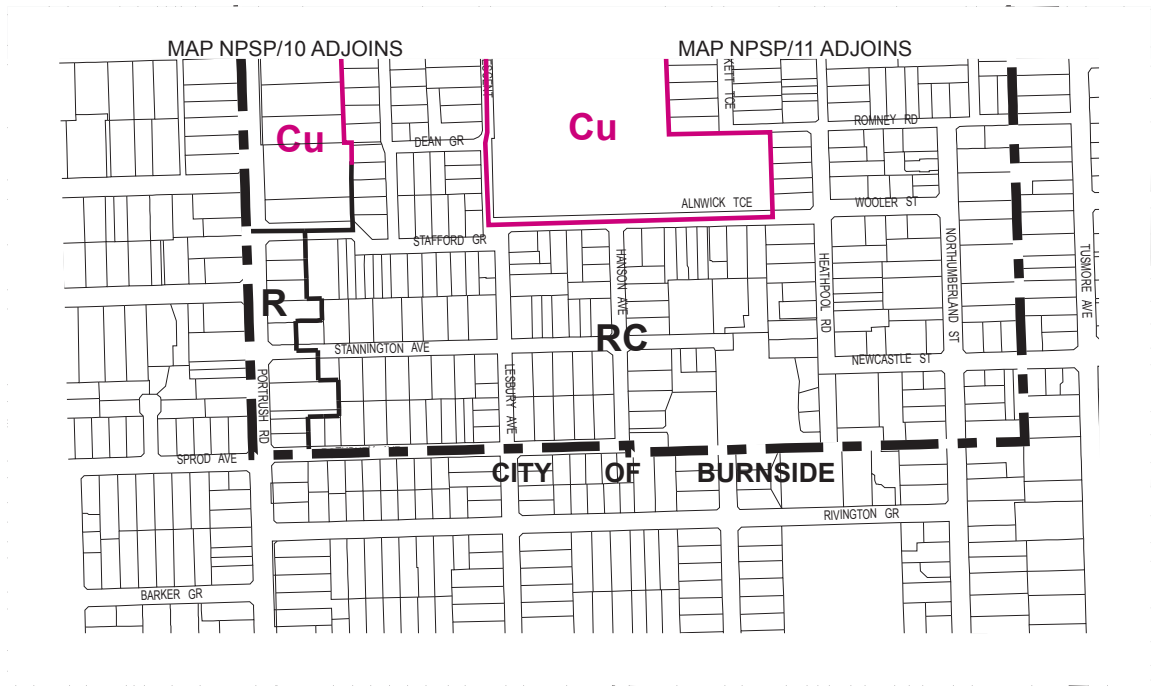 MAP NPSP/10 ADJOINS
MAP NPSP/11 ADJOINS
Cu
DEAN GR
Cu
ROMNEY RD
ALNWICK TCE
WOOLER ST
STAFFORD GR
HANSON AVE
HEATHPOOL RD
NORTHUMBERLAND ST
TUSMORE AVE
R
RC
STANNINGTON AVE
NEWCASTLE ST
PORTRUSH RD
LESBURY AVE
SPROD AVE
CITY OF BURNSIDE
RIVINGTON GR
BARKER GR